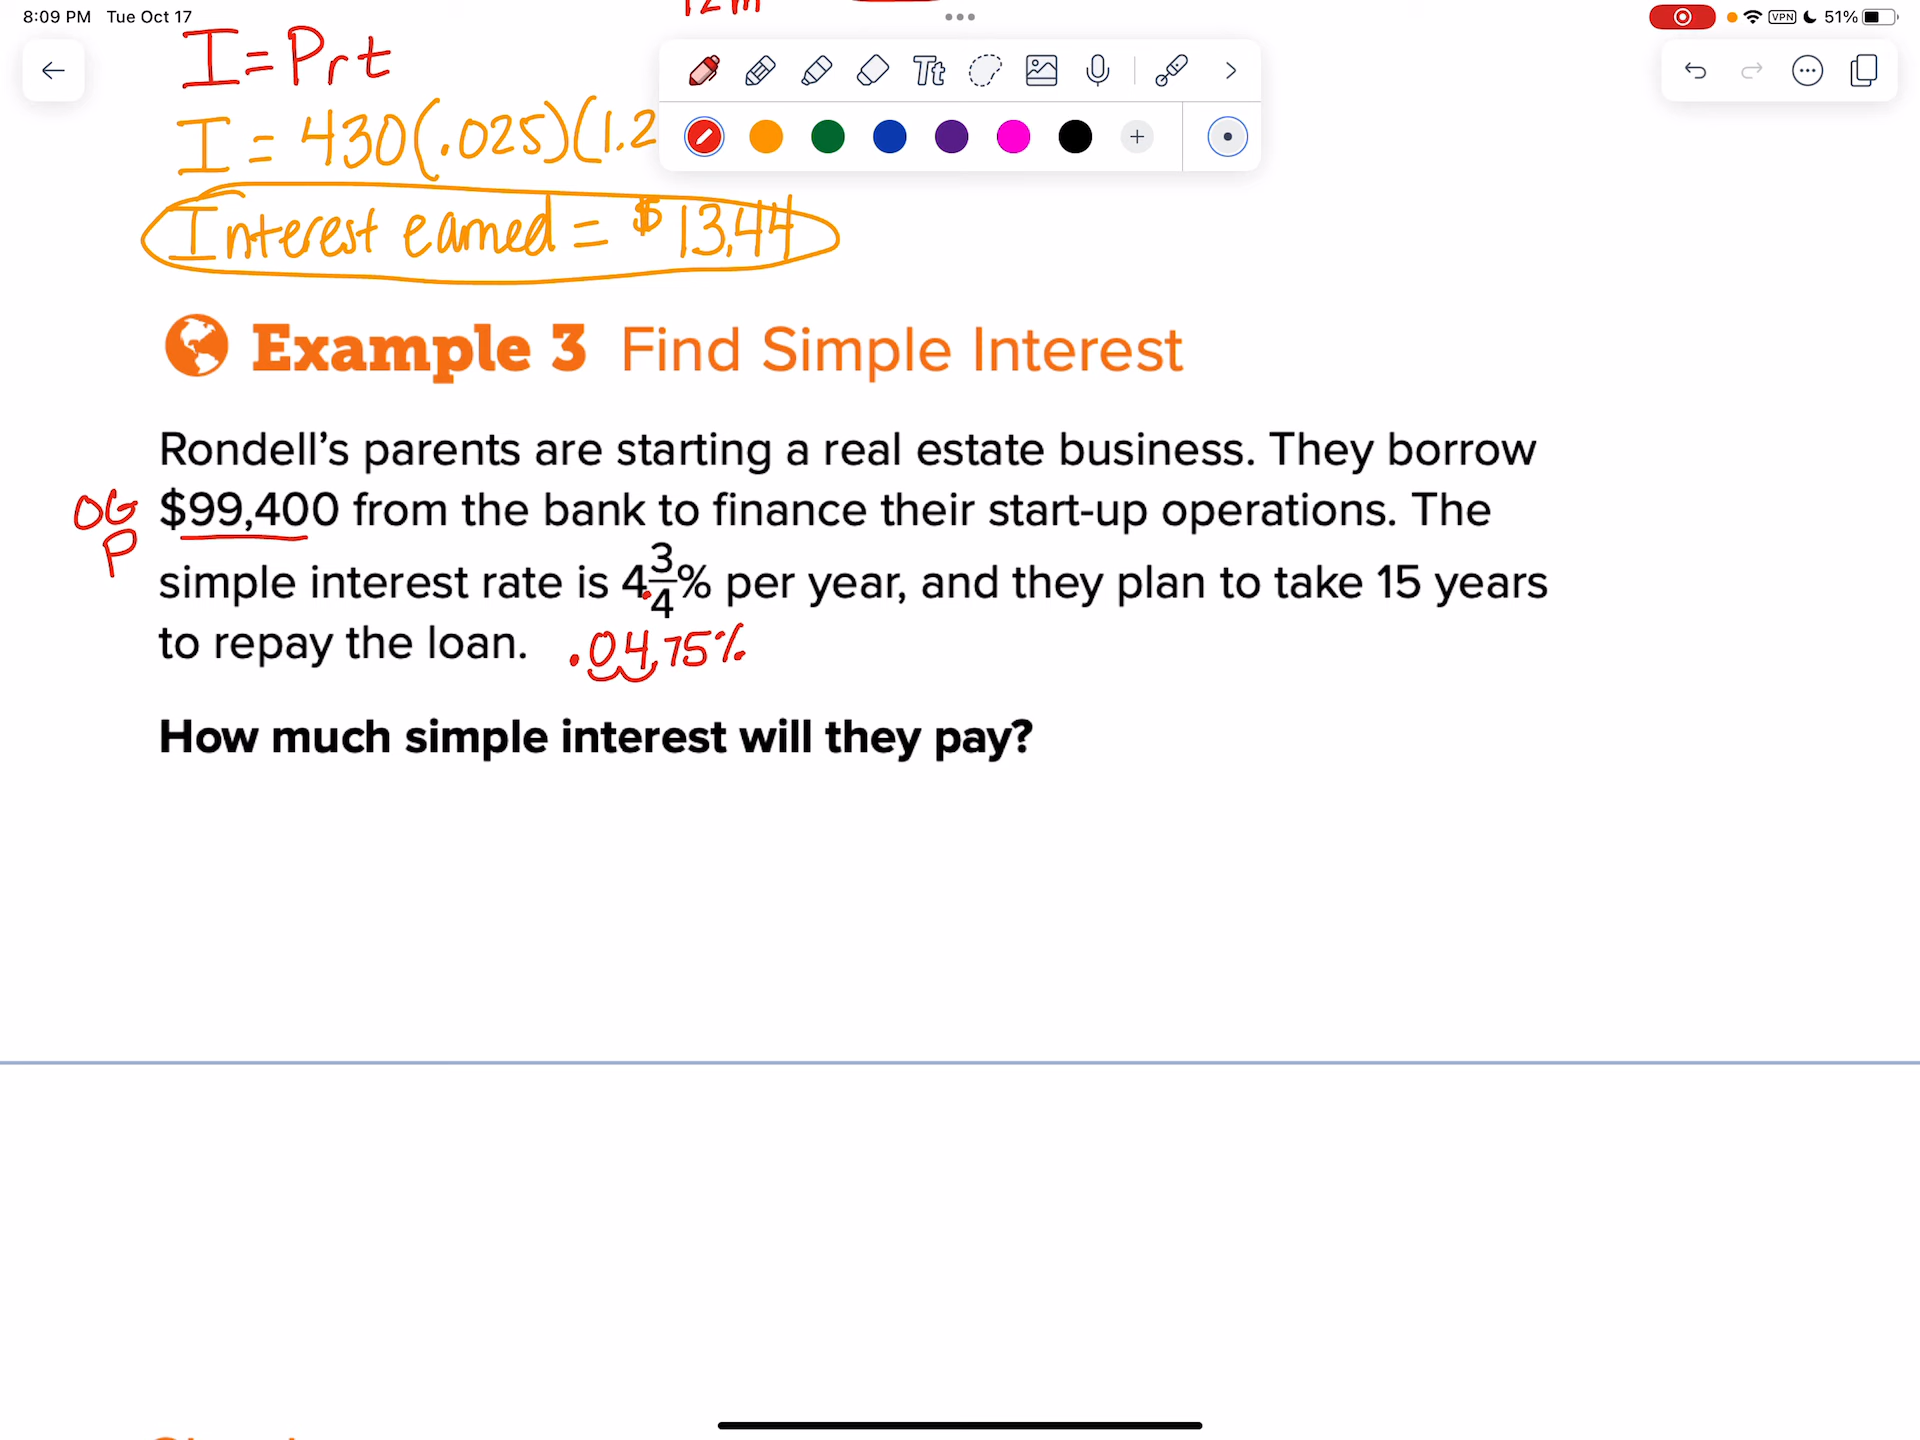 8:09 PM Tue Oct 17
VPN 51%
12m
I = Prt
I = 430(.025)(1.2
Interest earned = $13.44
Tt
Example 3 Find Simple Interest
Rondell's parents are starting a real estate business. They borrow
OG $99,400 from the bank to finance their start-up operations. The
P
simple interest rate is 4 3/4% per year, and they plan to take 15 years
to repay the loan. .04.75%
How much simple interest will they pay?